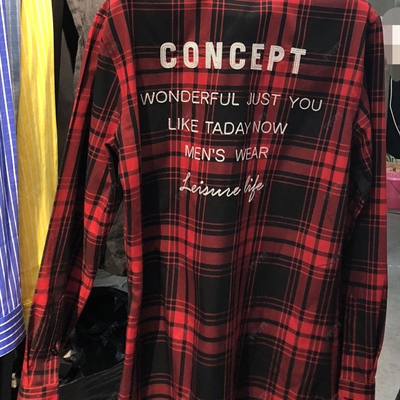 CONCEPT
WONDERFUL JUST YOU
LIKE TADAY NOW
MEN'S WEAR
Leisure life